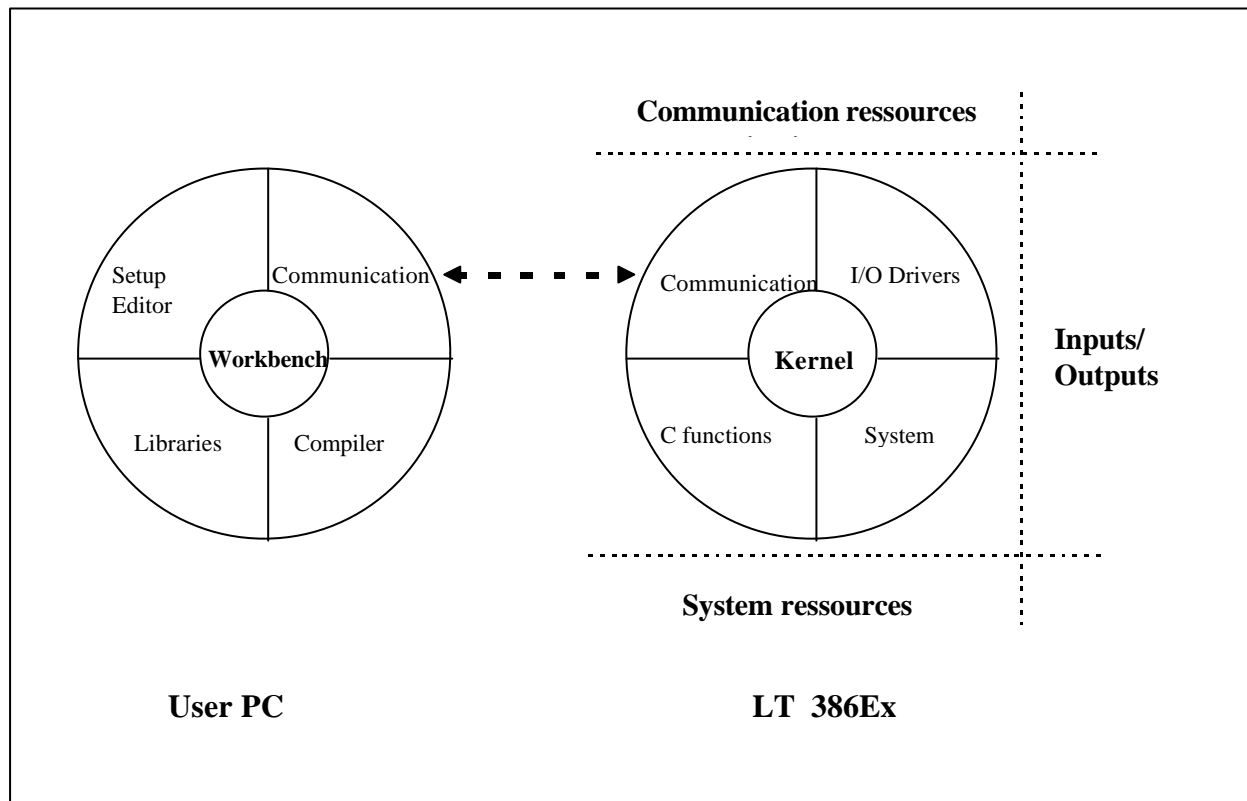 Communication ressources
Setup
Editor
Communication
Workbench
Libraries
Compiler
Communication
I/O Drivers
Kernel
C functions
System
Inputs/
Outputs
System ressources
User PC
LT 386Ex